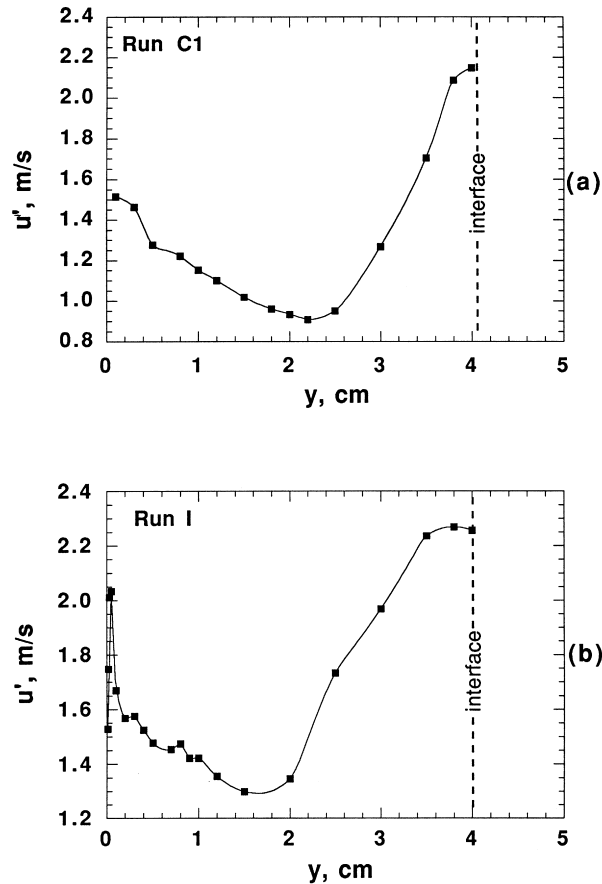 2.4
Run C1
2.2
2.0
1.8
1.6
1.4
1.2
1.0
0.8
u', m/s
interface
(a)
0 1 2 3 4 5
y, cm
2.4
Run I
2.2
2.0
1.8
1.6
1.4
1.2
u', m/s
interface
(b)
0 1 2 3 4 5
y, cm